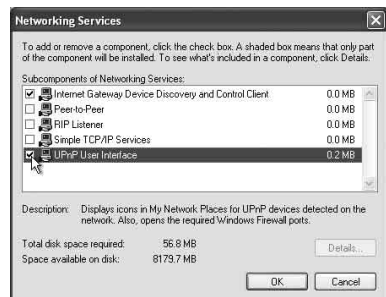 Networking Services
To add or remove a component, click the check box. A shaded box means that only part
of the component will be installed. To see what's included in a component, click Details.
Subcomponents of Networking Services:
Internet Gateway Device Discovery and Control Client 0.0 MB
Peer-to-Peer 0.0 MB
RIP Listener 0.0 MB
Simple TCP/IP Services 0.0 MB
UPnP User Interface 0.2 MB
Description: Displays icons in My Network Places for UPnP devices detected on the
network. Also, opens the required Windows Firewall ports.
Total disk space required: 56.8 MB
Space available on disk: 8179.7 MB
Details...
OK Cancel